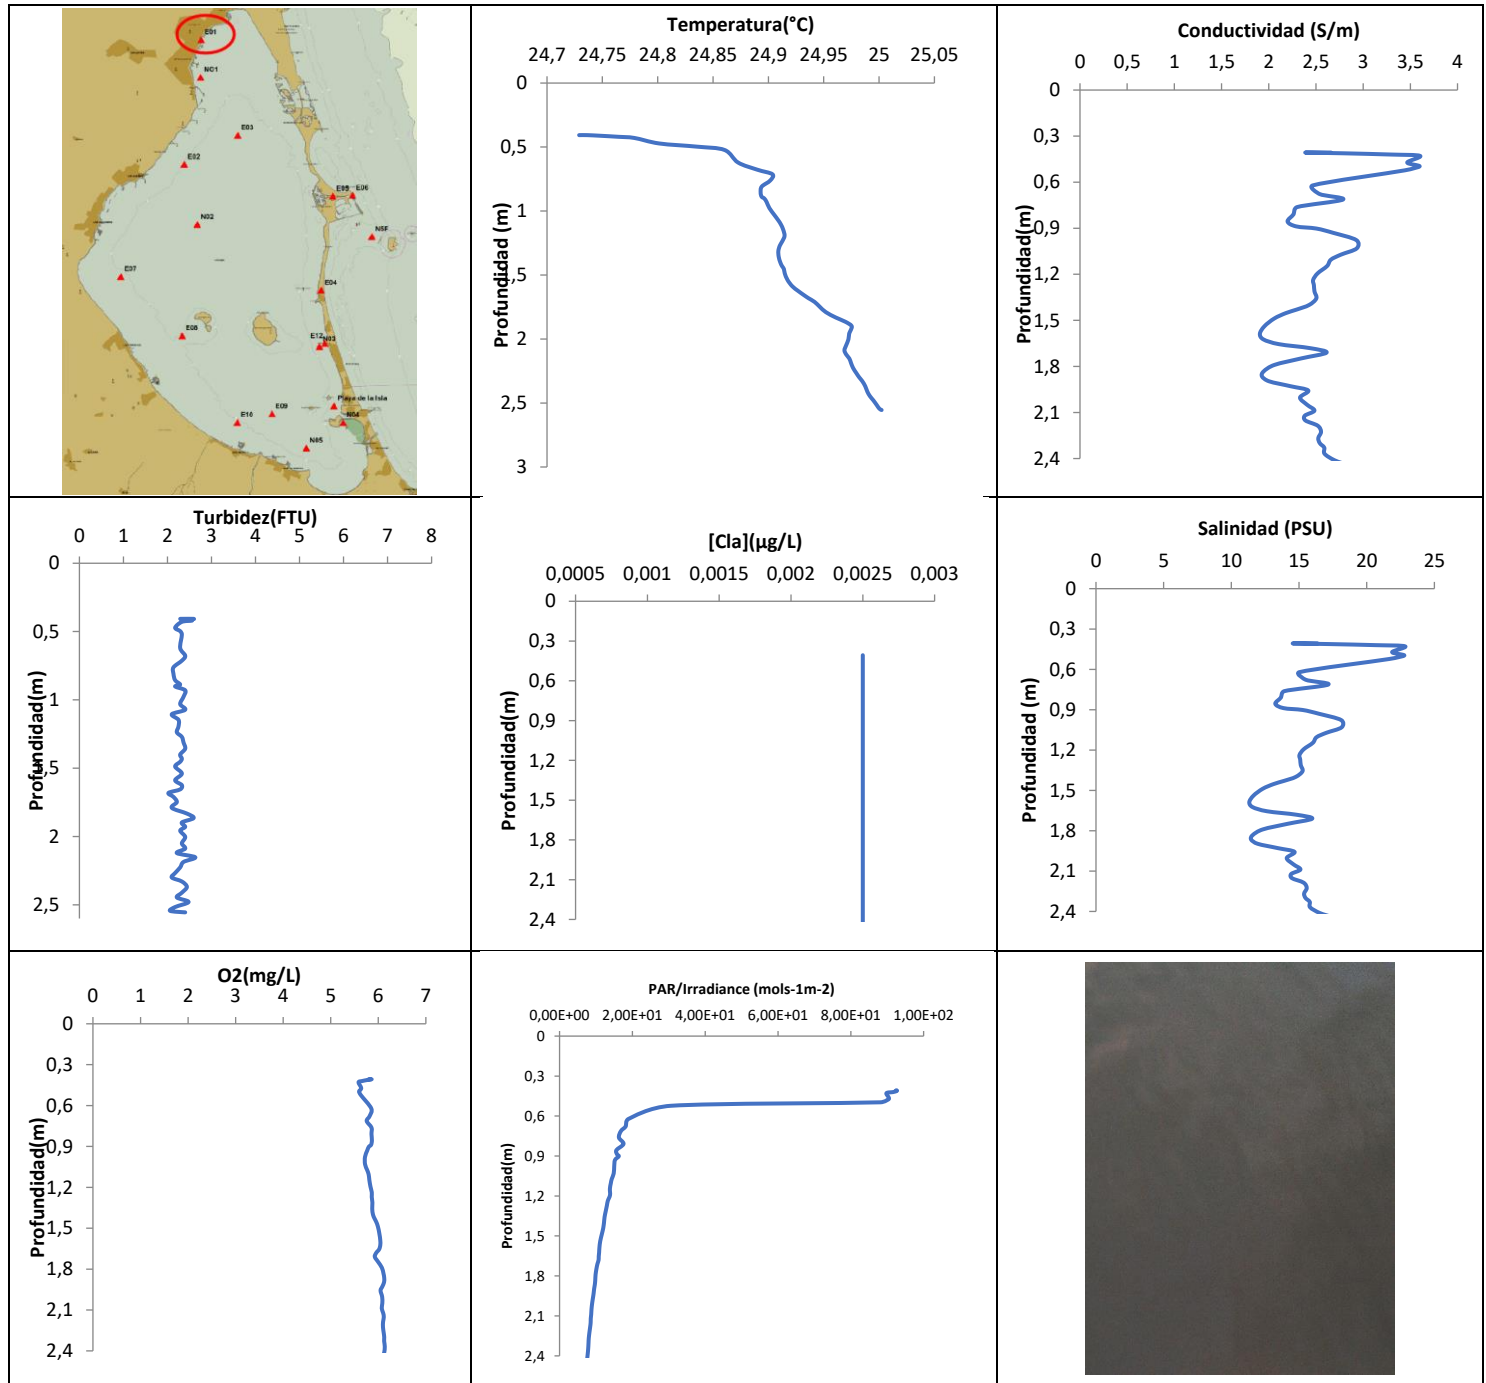 E01
N01
E03
E02
E05 E06
N02
N5F
E07
E04
E08
E12 N03
Playa de la Isla
E09
E10
N04
N05
Temperatura(°C)
24,7 24,75 24,8 24,85 24,9 24,95 25 25,05
0
0,5
1
1,5
2
2,5
3
Profundidad (m)
Conductividad (S/m)
0 0,5 1 1,5 2 2,5 3 3,5 4
0
0,3
0,6
0,9
1,2
1,5
1,8
2,1
2,4
Profundidad(m)
Turbidez(FTU)
0 1 2 3 4 5 6 7 8
0
0,5
1
1,5
2
2,5
Profundidad(m)
[Cla](µg/L)
0,0005 0,001 0,0015 0,002 0,0025 0,003
0
0,3
0,6
0,9
1,2
1,5
1,8
2,1
2,4
Profundidad(m)
Salinidad (PSU)
0 5 10 15 20 25
0
0,3
0,6
0,9
1,2
1,5
1,8
2,1
2,4
Profundidad (m)
O2(mg/L)
0 1 2 3 4 5 6 7
0
0,3
0,6
0,9
1,2
1,5
1,8
2,1
2,4
Profundidad(m)
PAR/Irradiance (mols-1m-2)
0,00E+00 2,00E+01 4,00E+01 6,00E+01 8,00E+01 1,00E+02
0
0,3
0,6
0,9
1,2
1,5
1,8
2,1
2,4
Profundidad(m)